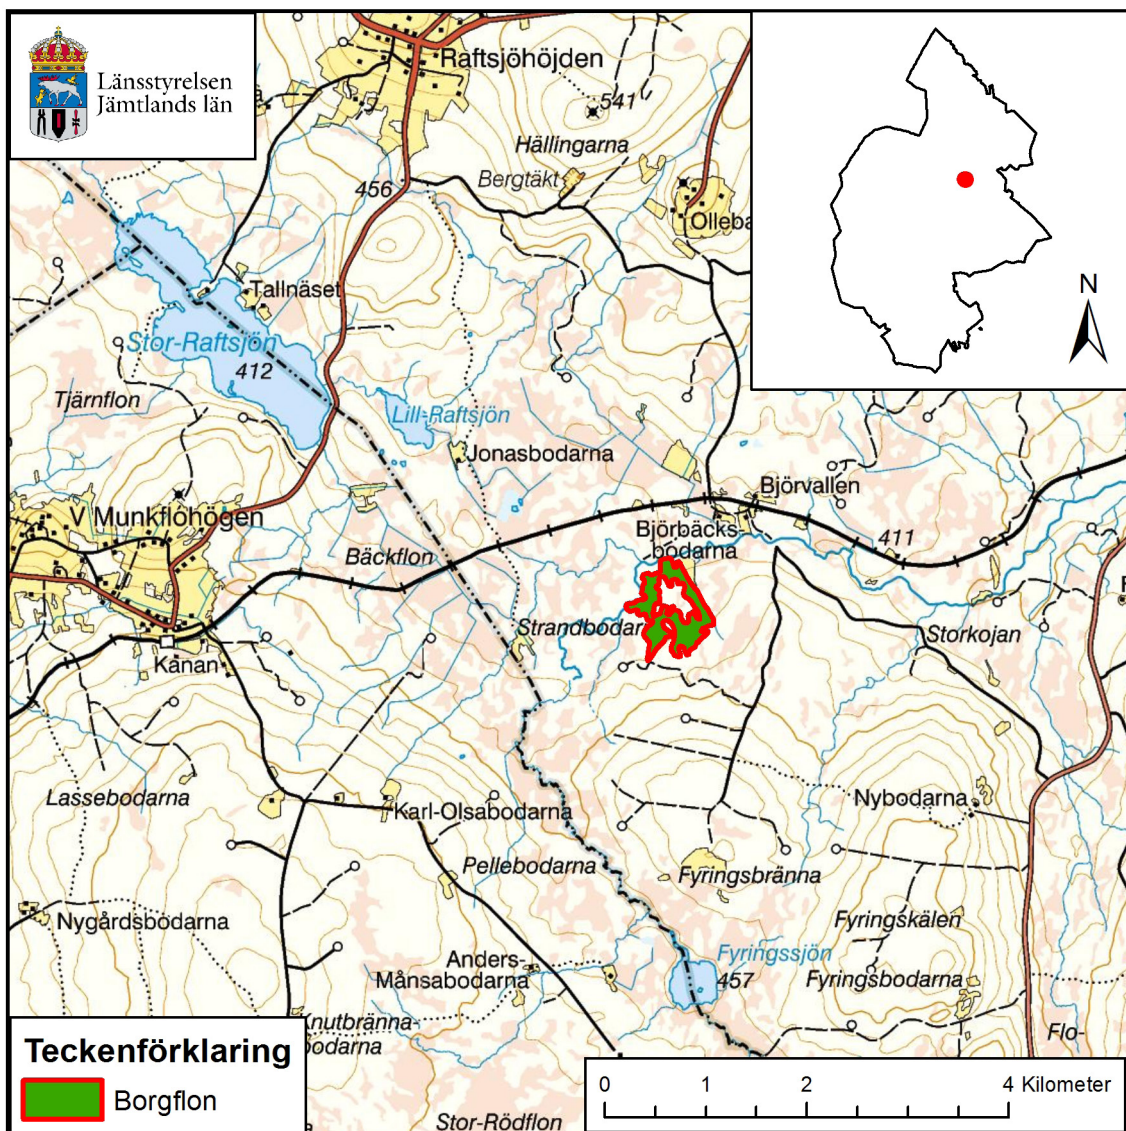 Länsstyrelsen
Jämtlands län
Raftsjöhöjden
541
Hällingarna
Bergtäkt
456
Olleba
N
Tallnäset
Stor-Raftsjön
412
Tjärnflon
Lill-Raftsjön
Jonasbodarna
Björvallen
V Munkflohögen
Björbäcks-
bodarna
411
Bäckflon
Strandbodar
Storkojan
Kånan
Lassebodarna
Karl-Olsabodarna
Nybodarna
Pellebodarna
Fyringsbränna
Nygårdsbodarna
Fyringskälen
Anders-
Månsabodarna
Fyringssjön
457
Fyringsbodarna
Knutbränna-
bodarna
Flo-
Teckenförklaring
Borgflon
Stor-Rödflon
0 1 2 4 Kilometer